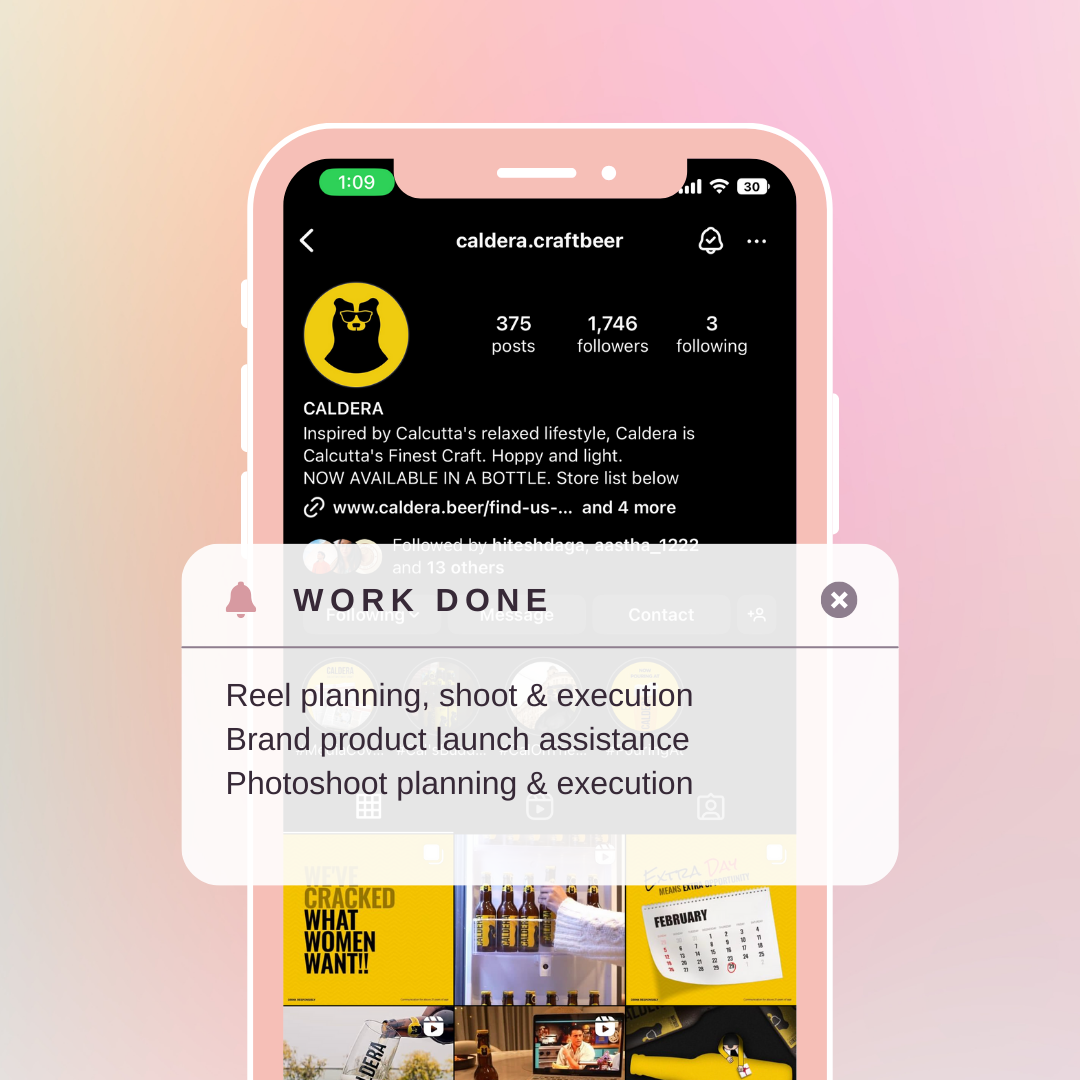 1:09
30
caldera.craftbeer
375
1,746
3
posts
followers
following
CALDERA
Inspired by Calcutta's relaxed lifestyle, Caldera is
Calcutta's Finest Craft. Hoppy and light.
NOW AVAILABLE IN A BOTTLE. Store list below
www.caldera.beer/find-us-... and 4 more
Followed by hiteshdaga, aastha_1222
and 13 others
WORK DONE
Following
Message
Contact
Reel planning, shoot & execution
Brand product launch assistance
Photoshoot planning & execution
WE'VE
CRACKED
WHAT
WOMEN
WANT!!
EXTRA DAY
MEANS EXTRA OPPORTUNITY
FEBRUARY
CALDERA